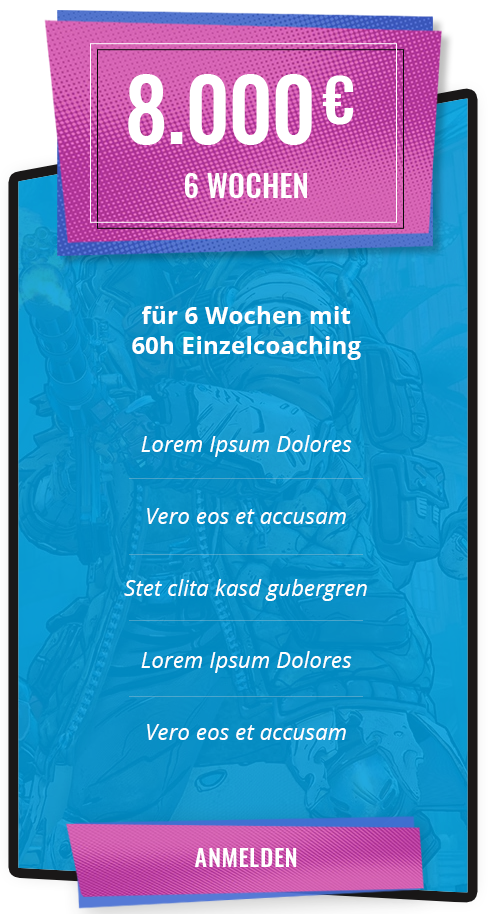 8.000€
6 WOCHEN
für 6 Wochen mit
60h Einzelcoaching
Lorem Ipsum Dolores
Vero eos et accusam
Stet clita kasd gubergren
Lorem Ipsum Dolores
Vero eos et accusam
ANMELDEN